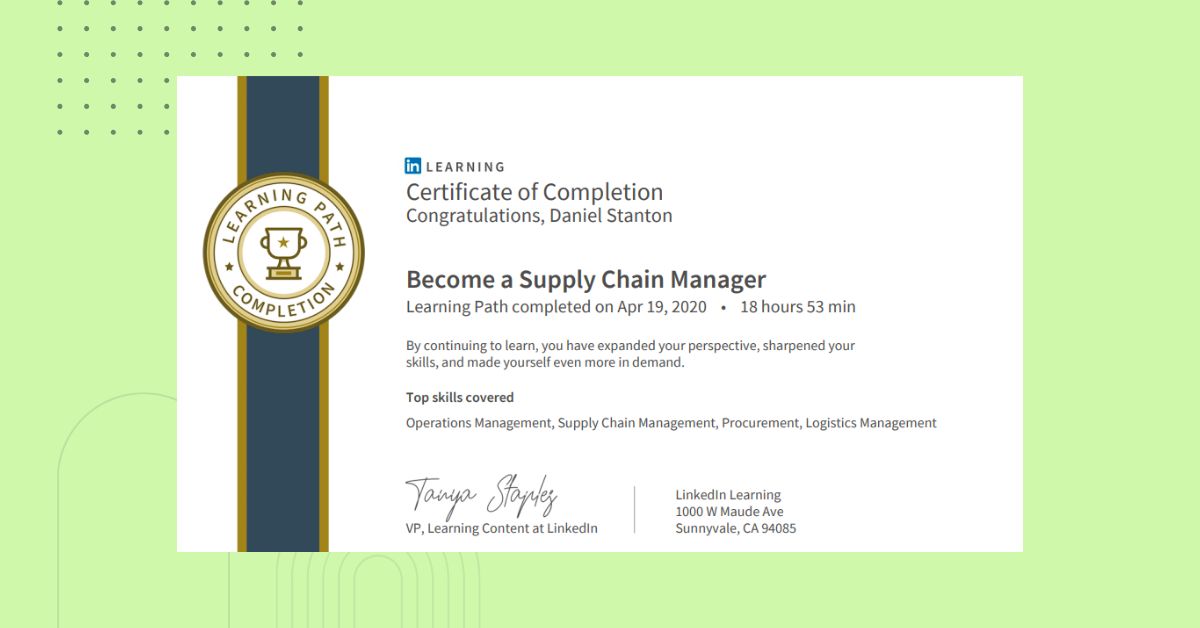 LEARNING PATH
COMPLETION
in LEARNING
Certificate of Completion
Congratulations, Daniel Stanton
Become a Supply Chain Manager
Learning Path completed on Apr 19, 2020 • 18 hours 53 min
By continuing to learn, you have expanded your perspective, sharpened your
skills, and made yourself even more in demand.
Top skills covered
Operations Management, Supply Chain Management, Procurement, Logistics Management
Tanya Staples
VP, Learning Content at LinkedIn
LinkedIn Learning
1000 W Maude Ave
Sunnyvale, CA 94085